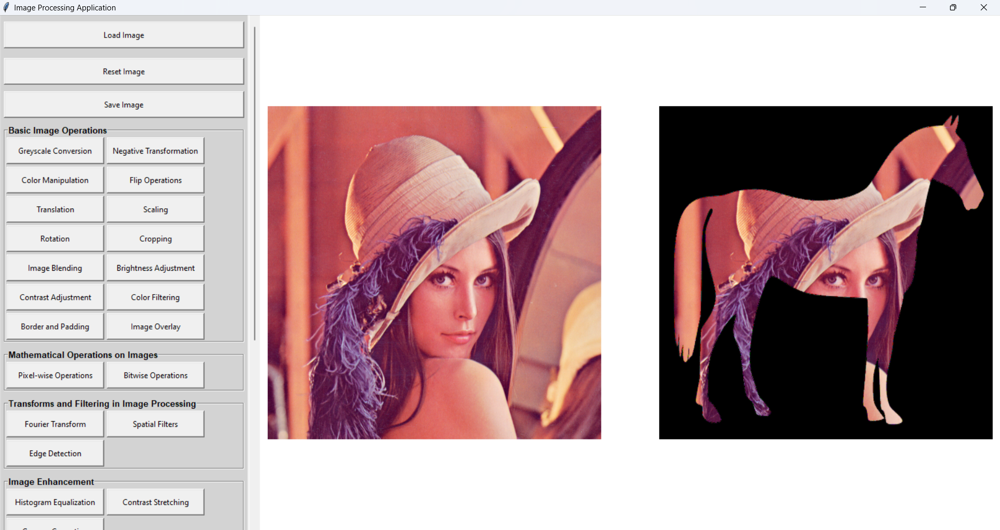 Image Processing Application
Load Image
Reset Image
Save Image
Basic Image Operations
Greyscale Conversion Negative Transformation
Color Manipulation Flip Operations
Translation Scaling
Rotation Cropping
Image Blending Brightness Adjustment
Contrast Adjustment Color Filtering
Border and Padding Image Overlay
Mathematical Operations on Images
Pixel-wise Operations Bitwise Operations
Transforms and Filtering in Image Processing
Fourier Transform Spatial Filters
Edge Detection
Image Enhancement
Histogram Equalization Contrast Stretching